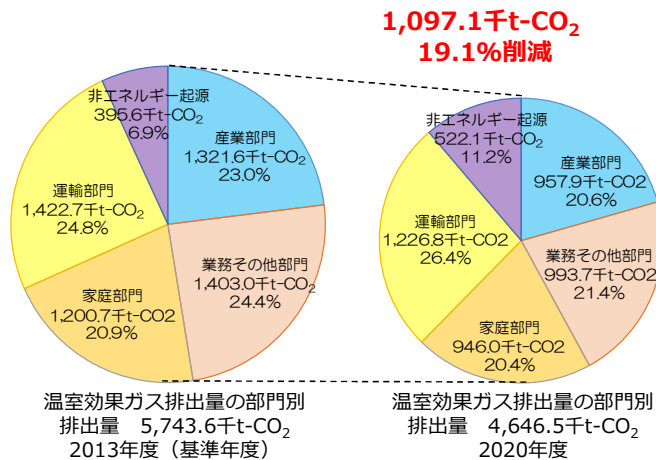 1,097.1千t-CO₂
19.1%削減
非エネルギー起源
395.6千t-CO₂
6.9%
産業部門
1,321.6千t-CO₂
23.0%
運輸部門
1,422.7千t-CO₂
24.8%
業務その他部門
1,403.0千t-CO₂
24.4%
家庭部門
1,200.7千t-CO2
20.9%
温室効果ガス排出量の部門別
排出量　5,743.6千t-CO₂
2013年度（基準年度）
非エネルギー起源
522.1千t-CO₂
11.2%
産業部門
957.9千t-CO2
20.6%
運輸部門
1,226.8千t-CO2
26.4%
業務その他部門
993.7千t-CO2
21.4%
家庭部門
946.0千t-CO2
20.4%
温室効果ガス排出量の部門別
排出量　4,646.5千t-CO₂
2020年度